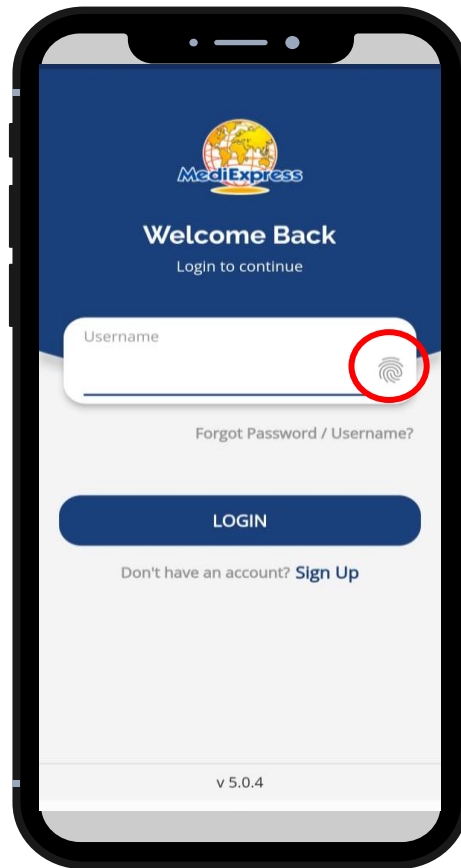 MediExpress
Welcome Back
Login to continue
Username
Forgot Password / Username?
LOGIN
Don't have an account? Sign Up
v 5.0.4